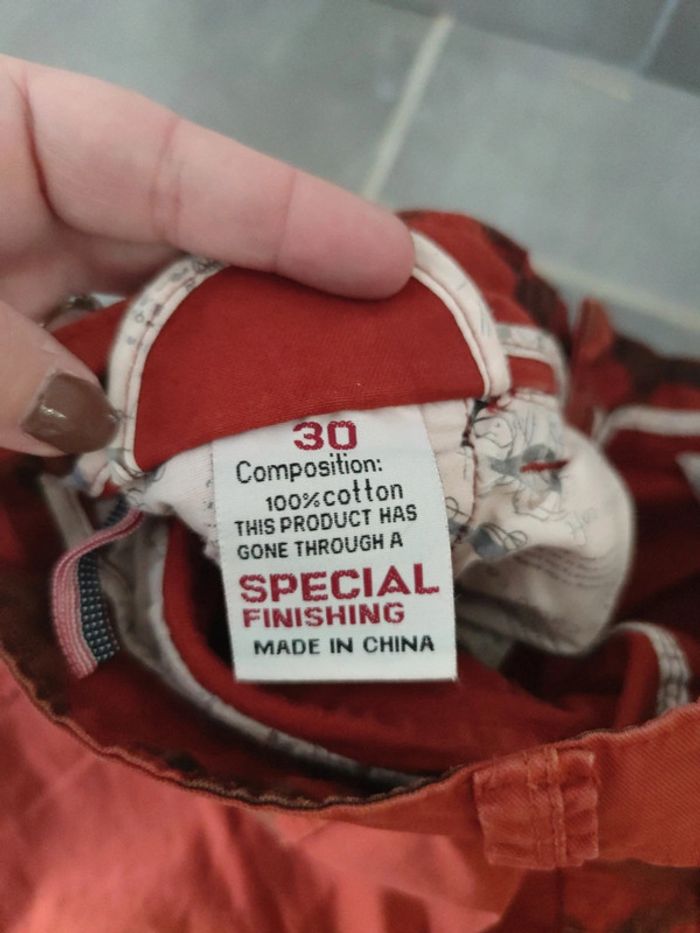 30
Composition:
100%cotton
THIS PRODUCT HAS
GONE THROUGH A
SPECIAL
FINISHING
MADE IN CHINA